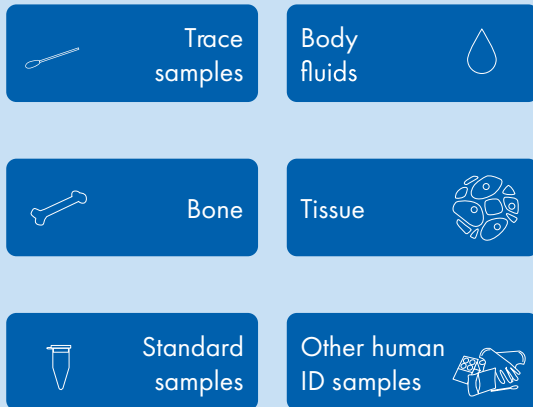 Trace
samples
Body
fluids
Bone
Tissue
Standard
samples
Other human
ID samples